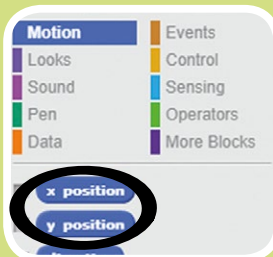 Motion
Events
Looks
Control
Sound
Sensing
Pen
Operators
Data
More Blocks
x position
y position